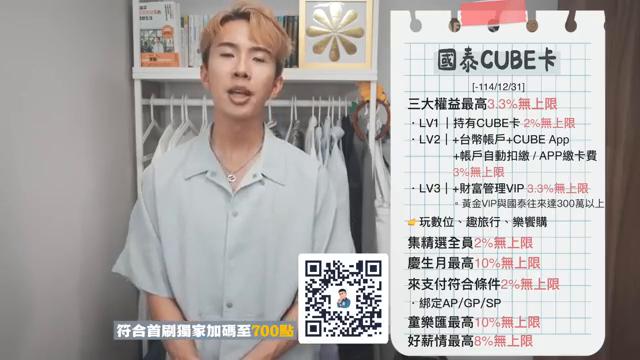 國泰CUBE卡
[-114/12/31]
三大權益最高3.3%無上限
・LV1｜持有CUBE卡 2%無上限
・LV2｜+台幣帳戶+CUBE App
+帳戶自動扣繳 / APP繳卡費
3%無上限
・LV3｜+財富管理VIP 3.3%無上限
。黃金VIP與國泰往來達300萬以上
👉玩數位、趣旅行、樂饗購
集精選全員2%無上限
慶生月最高10%無上限
來支付符合條件2%無上限
・綁定AP/GP/SP
童樂匯最高10%無上限
好薪情最高8%無上限
符合首刷獨家加碼至700點